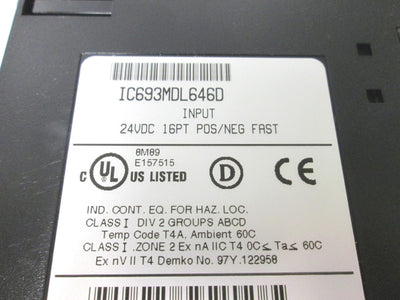 IC693MDL646D
INPUT
24VDC 16PT POS/NEG FAST
8M89
E157515
C UL US LISTED
D
CE
IND. CONT. EQ. FOR HAZ. LOC.
CLASS I DIV 2 GROUPS ABCD
Temp Code T4A, Ambient 60C
CLASS I .ZONE 2 Ex nA IIC T4 0C≤ Ta≤ 60C
Ex nV II T4 Demko No. 97Y.122958